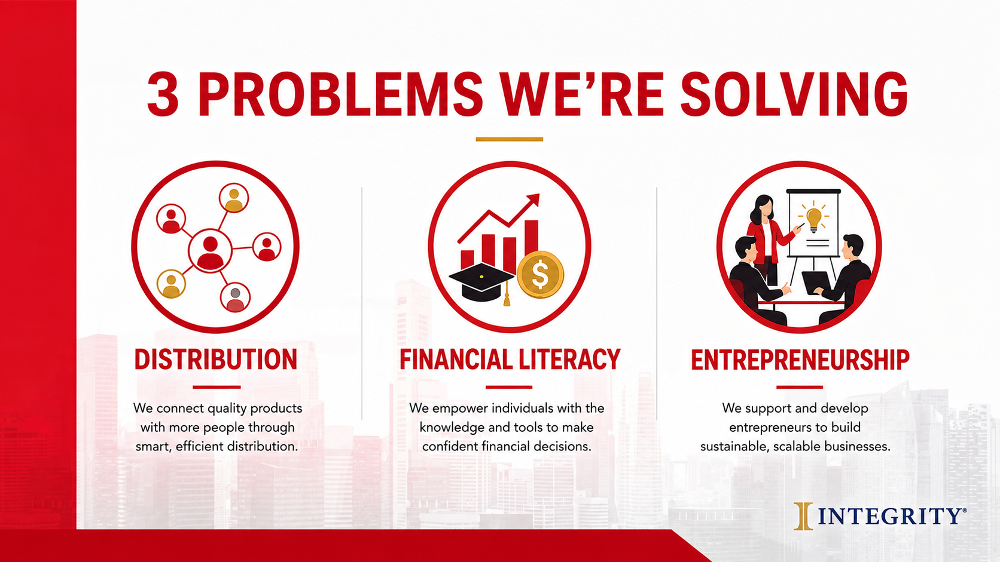 3 PROBLEMS WE’RE SOLVING
DISTRIBUTION
We connect quality products
with more people through
smart, efficient distribution.
FINANCIAL LITERACY
We empower individuals with the
knowledge and tools to make
confident financial decisions.
ENTREPRENEURSHIP
We support and develop
entrepreneurs to build
sustainable, scalable businesses.
$
INTEGRITY®